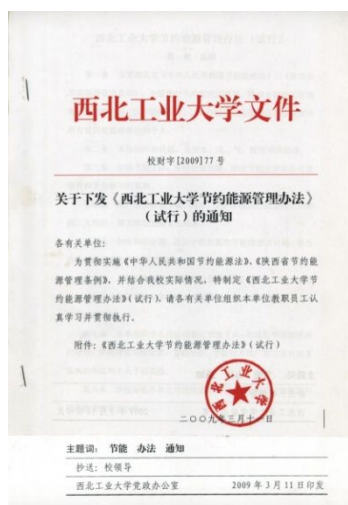 西北工业大学文件
校财字[2009]77号
关于下发《西北工业大学节约能源管理办法》
（试行）的通知
各有关单位:
为贯彻实施《中华人民共和国节约能源法》、《陕西省节约能
源管理条例》，并结合我校实际情况，特制定《西北工业大学节
约能源管理办法》（试行）。请各有关单位组织本单位教职员工认
真学习并贯彻执行。
附件：《西北工业大学节约能源管理办法》（试行）
西北工业大学
二〇〇九年三月十一日
主题词： 节能 办法 通知
抄送：校领导
西北工业大学党政办公室 2009年3月11日印发